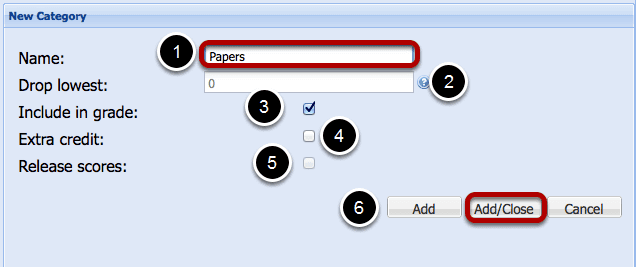 New Category
1
Name: Papers
Drop lowest: 0 ? 2
Include in grade: 3
Extra credit: 4
Release scores: 5
6 Add Add/Close Cancel